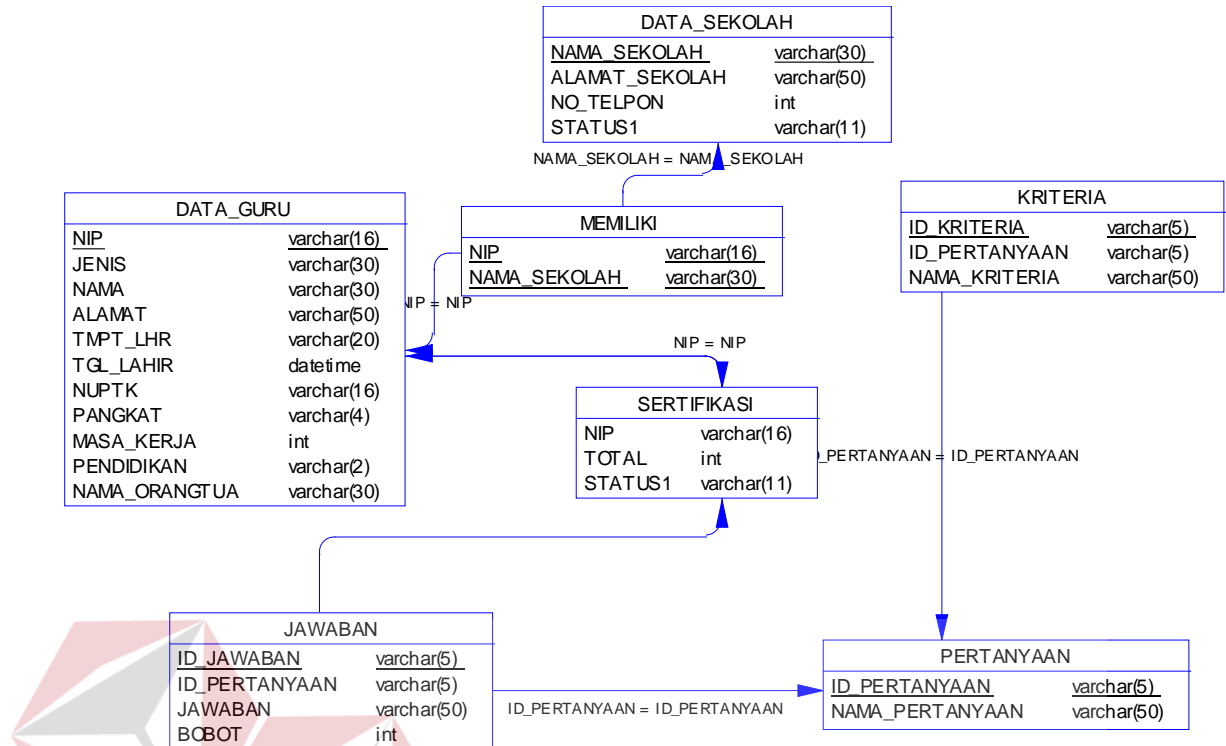 DATA_SEKOLAH
NAMA_SEKOLAH varchar(30)
ALAMAT_SEKOLAH varchar(50)
NO_TELPON int
STATUS1 varchar(11)
NAMA_SEKOLAH = NAM _SEKOLAH
DATA_GURU
NIP varchar(16)
JENIS varchar(30)
NAMA varchar(30)
ALAMAT varchar(50)
TMPT_LHR varchar(20)
TGL_LAHIR datetime
NUPTK varchar(16)
PANGKAT varchar(4)
MASA_KERJA int
PENDIDIKAN varchar(2)
NAMA_ORANGTUA varchar(30)
MEMILIKI
NIP varchar(16)
NAMA_SEKOLAH varchar(30)
NIP = NIP
KRITERIA
ID_KRITERIA varchar(5)
ID_PERTANYAAN varchar(5)
NAMA_KRITERIA varchar(50)
NIP = NIP
SERTIFIKASI
NIP varchar(16)
TOTAL int
STATUS1 varchar(11)
D_PERTANYAAN = ID_PERTANYAAN
JAWABAN
ID_JAWABAN varchar(5)
ID_PERTANYAAN varchar(5)
JAWABAN varchar(50)
BOBOT int
ID_PERTANYAAN = ID_PERTANYAAN
PERTANYAAN
ID_PERTANYAAN varchar(5)
NAMA_PERTANYAAN varchar(50)